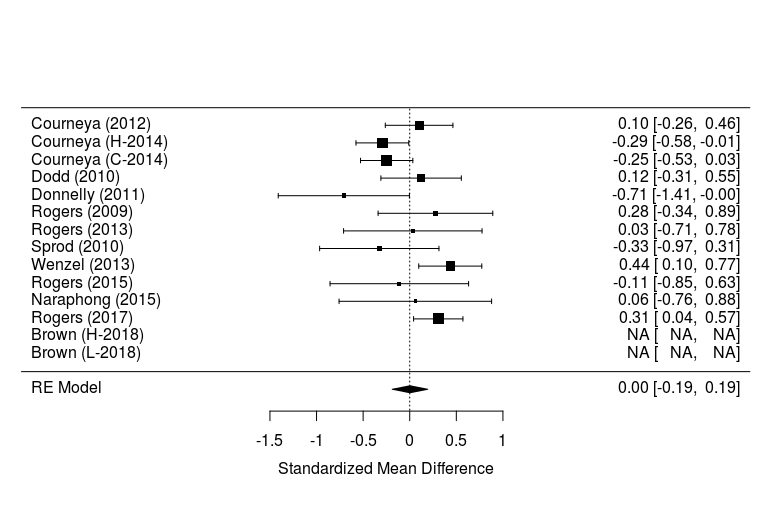 Courneya (2012) 0.10 [-0.26, 0.46]
Courneya (H-2014) -0.29 [-0.58, -0.01]
Courneya (C-2014) -0.25 [-0.53, 0.03]
Dodd (2010) 0.12 [-0.31, 0.55]
Donnelly (2011) -0.71 [-1.41, -0.00]
Rogers (2009) 0.28 [-0.34, 0.89]
Rogers (2013) 0.03 [-0.71, 0.78]
Sprod (2010) -0.33 [-0.97, 0.31]
Wenzel (2013) 0.44 [ 0.10, 0.77]
Rogers (2015) -0.11 [-0.85, 0.63]
Naraphong (2015) 0.06 [-0.76, 0.88]
Rogers (2017) 0.31 [ 0.04, 0.57]
Brown (H-2018) NA [ NA, NA]
Brown (L-2018) NA [ NA, NA]
RE Model 0.00 [-0.19, 0.19]
-1.5 -1 -0.5 0 0.5 1
Standardized Mean Difference